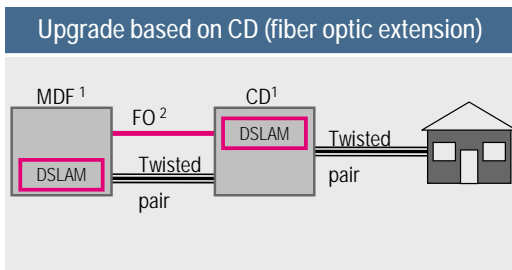 Upgrade based on CD (fiber optic extension)
MDF 1
FO 2
CD1
DSLAM
Twisted
pair
DSLAM
Twisted
pair